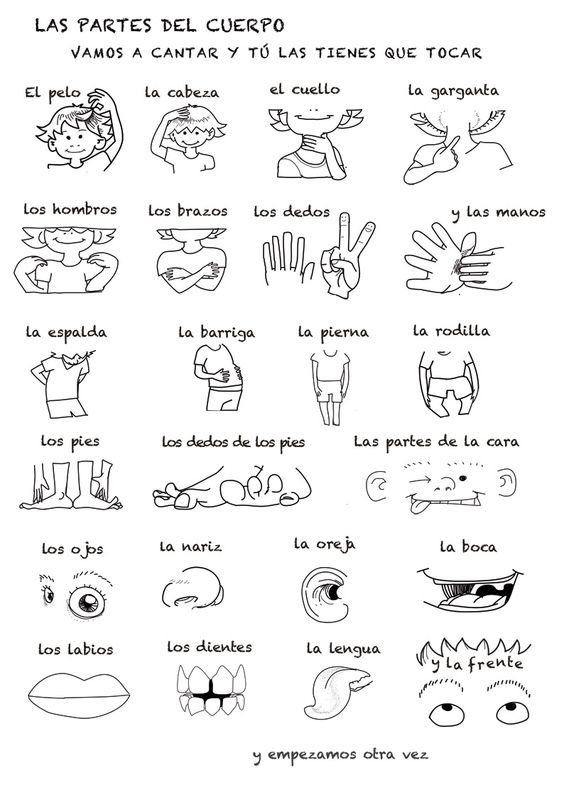 LAS PARTES DEL CUERPO
VAMOS A CANTAR Y TÚ LAS TIENES QUE TOCAR
El pelo
la cabeza
el cuello
la garganta
los hombros
los brazos
los dedos
y las manos
la espalda
la barriga
la pierna
la rodilla
los pies
los dedos de los pies
Las partes de la cara
los ojos
la nariz
la oreja
la boca
los labios
los dientes
la lengua
y la frente
y empezamos otra vez